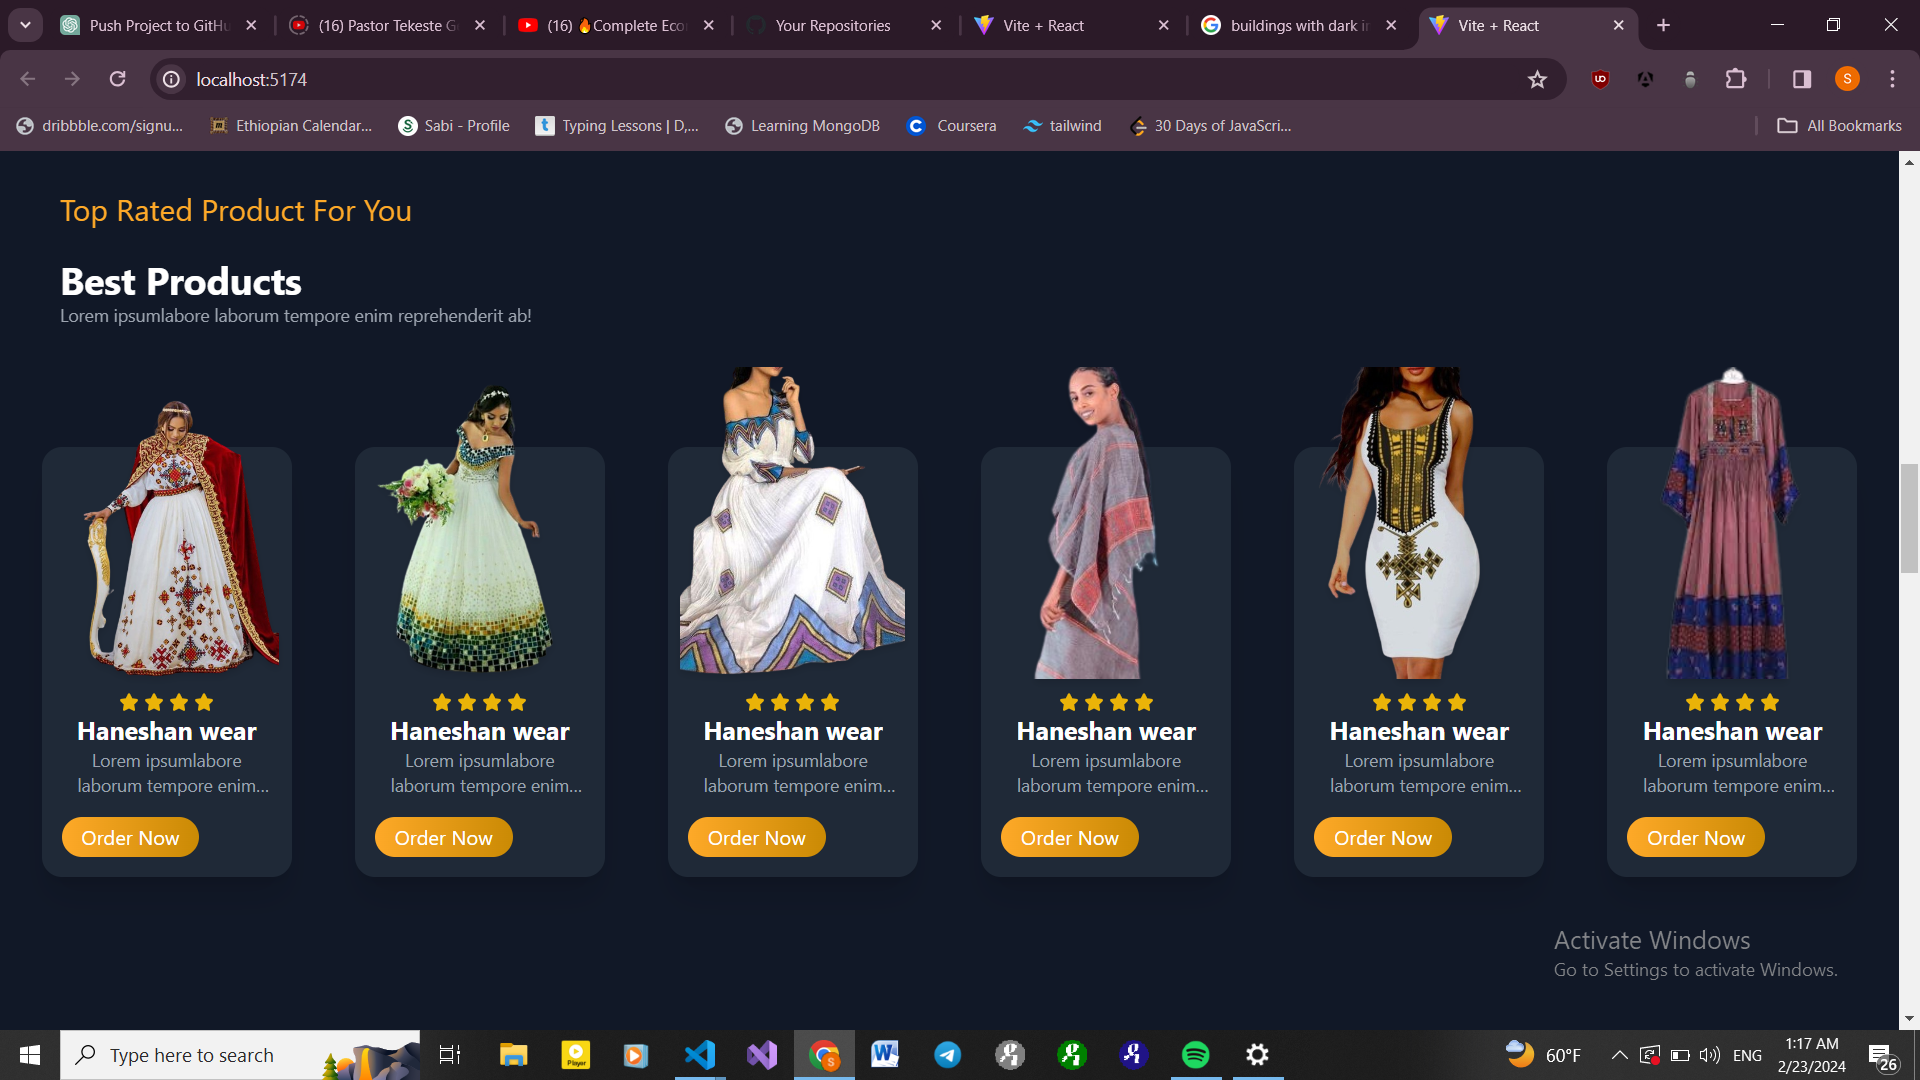 Push Project to GitHu
(16) Pastor Tekeste G
(16) 🔥Complete Eco
Your Repositories
Vite + React
buildings with dark i
Vite + React
localhost:5174
S
dribbble.com/signu...
Ethiopian Calendar...
Sabi - Profile
Typing Lessons | D,...
Learning MongoDB
Coursera
tailwind
30 Days of JavaScri...
All Bookmarks
Top Rated Product For You
Best Products
Lorem ipsumlabore laborum tempore enim reprehenderit ab!
Haneshan wear
Lorem ipsumlabore
laborum tempore enim...
Order Now
Haneshan wear
Lorem ipsumlabore
laborum tempore enim...
Order Now
Haneshan wear
Lorem ipsumlabore
laborum tempore enim...
Order Now
Haneshan wear
Lorem ipsumlabore
laborum tempore enim...
Order Now
Haneshan wear
Lorem ipsumlabore
laborum tempore enim...
Order Now
Haneshan wear
Lorem ipsumlabore
laborum tempore enim...
Order Now
Activate Windows
Go to Settings to activate Windows.
Type here to search
Player
S
60°F
ENG
1:17 AM
2/23/2024
26